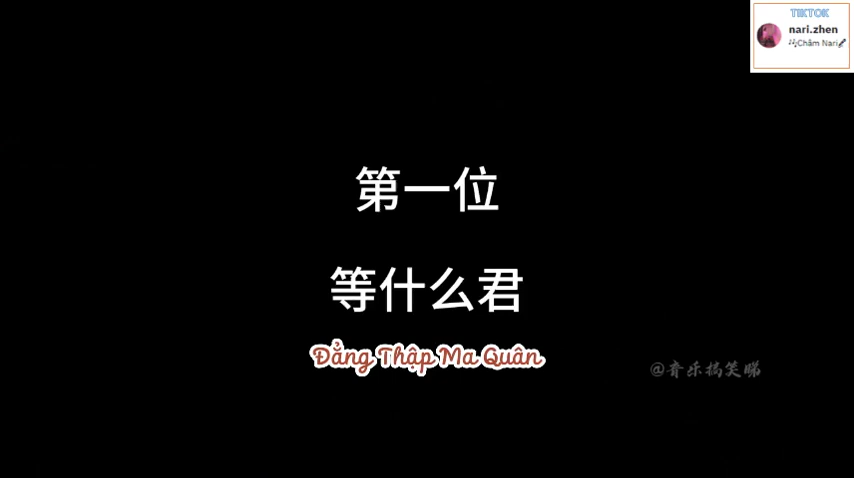 TIKTOK
nari.zhen
Châm Nari
第一位
等什么君
Đẳng Thập Ma Quân
@音乐搞笑睇